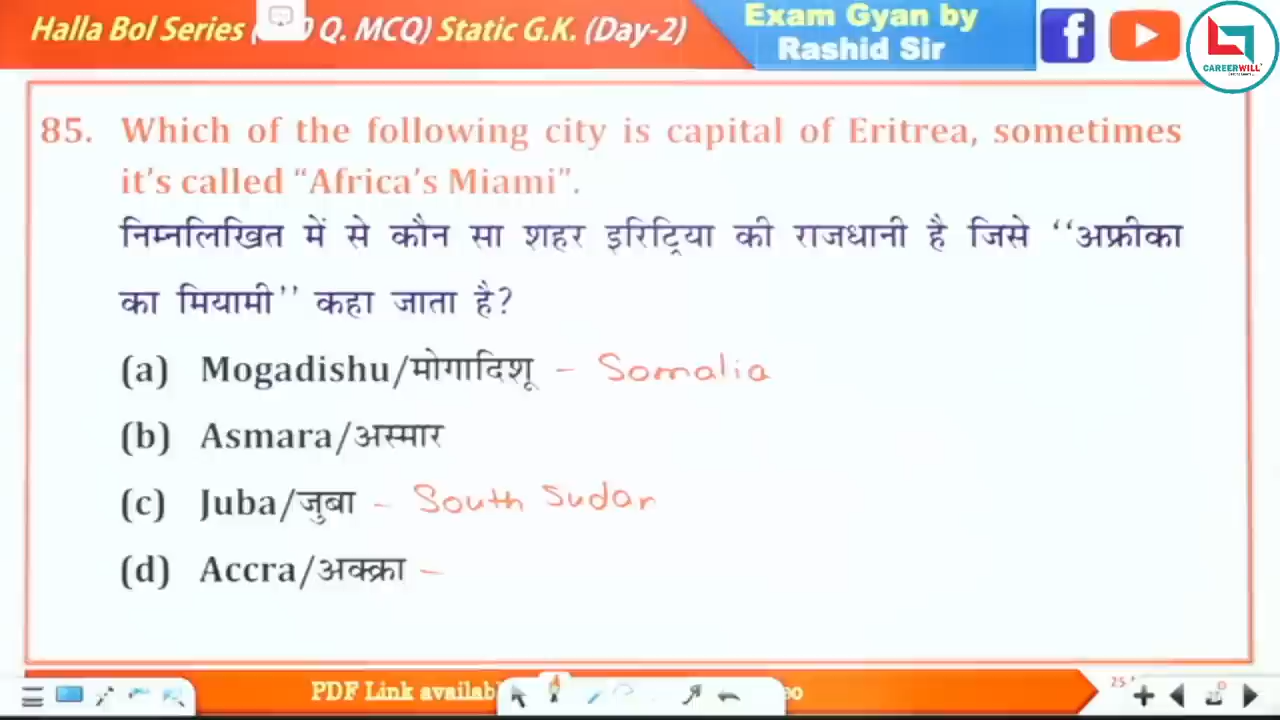 Halla Bol Series ( 0 Q. MCQ) Static G.K. (Day-2)
Exam Gyan by
Rashid Sir
CAREERWILL
85. Which of the following city is capital of Eritrea, sometimes
it's called "Africa's Miami".
निम्नलिखित में से कौन सा शहर इरिट्रिया की राजधानी है जिसे ‘‘अफ्रीका
का मियामी’’ कहा जाता है?
(a) Mogadishu/मोगादिशू - Somalia
(b) Asmara/अस्मार
(c) Juba/जुबा - South Sudan
(d) Accra/अक्क्रा -
PDF Link availabl
eo